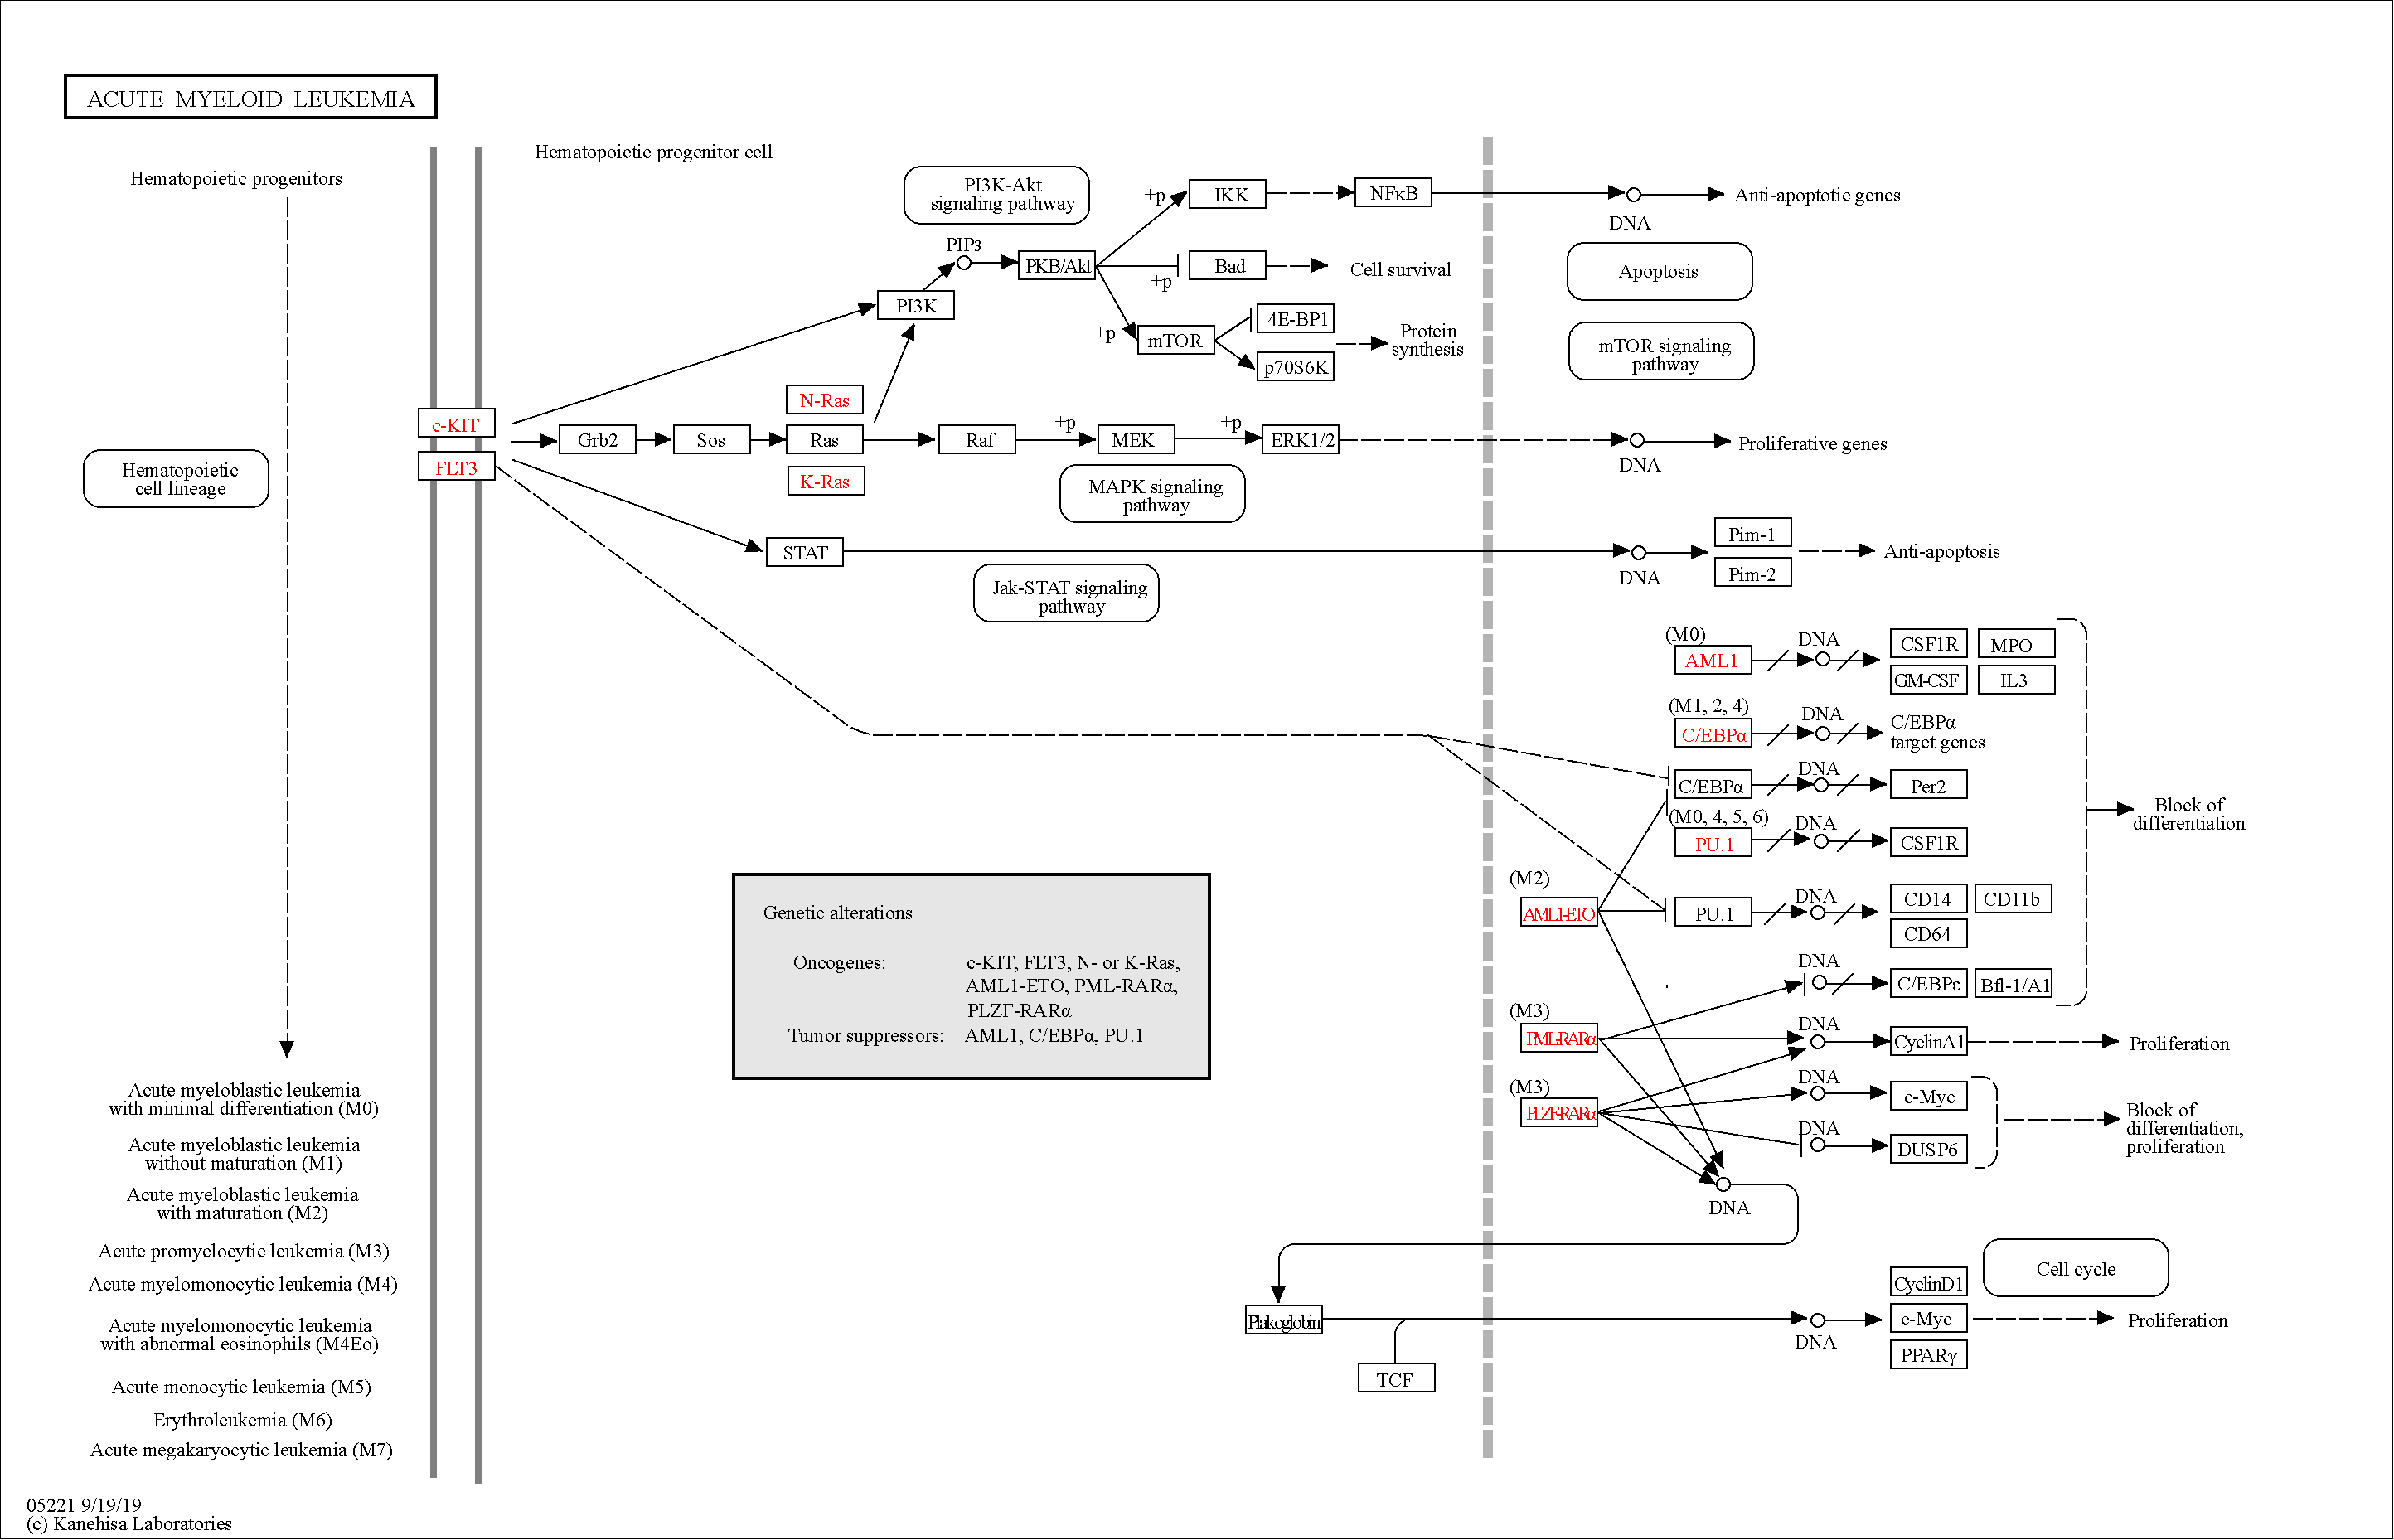 ACUTE MYELOID LEUKEMIA
Hematopoietic progenitors
Hematopoietic progenitor cell
Hematopoietic
cell lineage
PI3K-Akt
signaling pathway
+p
IKK
NFκB
DNA
Anti-apoptotic genes
PIP3
PKB/Akt
+p
Bad
Cell survival
Apoptosis
PI3K
+p
mTOR
4E-BP1
p70S6K
Protein
synthesis
mTOR signaling
pathway
c-KIT
FLT3
Grb2
Sos
N-Ras
Ras
K-Ras
Raf
+p
MEK
+p
ERK1/2
DNA
Proliferative genes
MAPK signaling
pathway
STAT
DNA
Pim-1
Pim-2
Anti-apoptosis
Jak-STAT signaling
pathway
(M0)
AML1
DNA
CSF1R
MPO
GM-CSF
IL3
(M1, 2, 4)
C/EBPα
DNA
C/EBPα
target genes
C/EBPα
DNA
Per2
(M0, 4, 5, 6)
PU.1
DNA
CSF1R
Block of
differentiation
(M2)
AML1-ETO
PU.1
DNA
CD14
CD11b
CD64
DNA
C/EBPε
Bfl-1/A1
(M3)
PML-RARα
DNA
CyclinA1
Proliferation
(M3)
PLZF-RARα
DNA
c-Myc
DNA
DUSP6
Block of
differentiation,
proliferation
DNA
Genetic alterations
Oncogenes: c-KIT, FLT3, N- or K-Ras,
AML1-ETO, PML-RARα,
PLZF-RARα
Tumor suppressors: AML1, C/EBPα, PU.1
Plakoglobin
TCF
DNA
CyclinD1
c-Myc
PPARγ
Cell cycle
Proliferation
Acute myeloblastic leukemia
with minimal differentiation (M0)
Acute myeloblastic leukemia
without maturation (M1)
Acute myeloblastic leukemia
with maturation (M2)
Acute promyelocytic leukemia (M3)
Acute myelomonocytic leukemia (M4)
Acute myelomonocytic leukemia
with abnormal eosinophils (M4Eo)
Acute monocytic leukemia (M5)
Erythroleukemia (M6)
Acute megakaryocytic leukemia (M7)
05221 9/19/19
(c) Kanehisa Laboratories